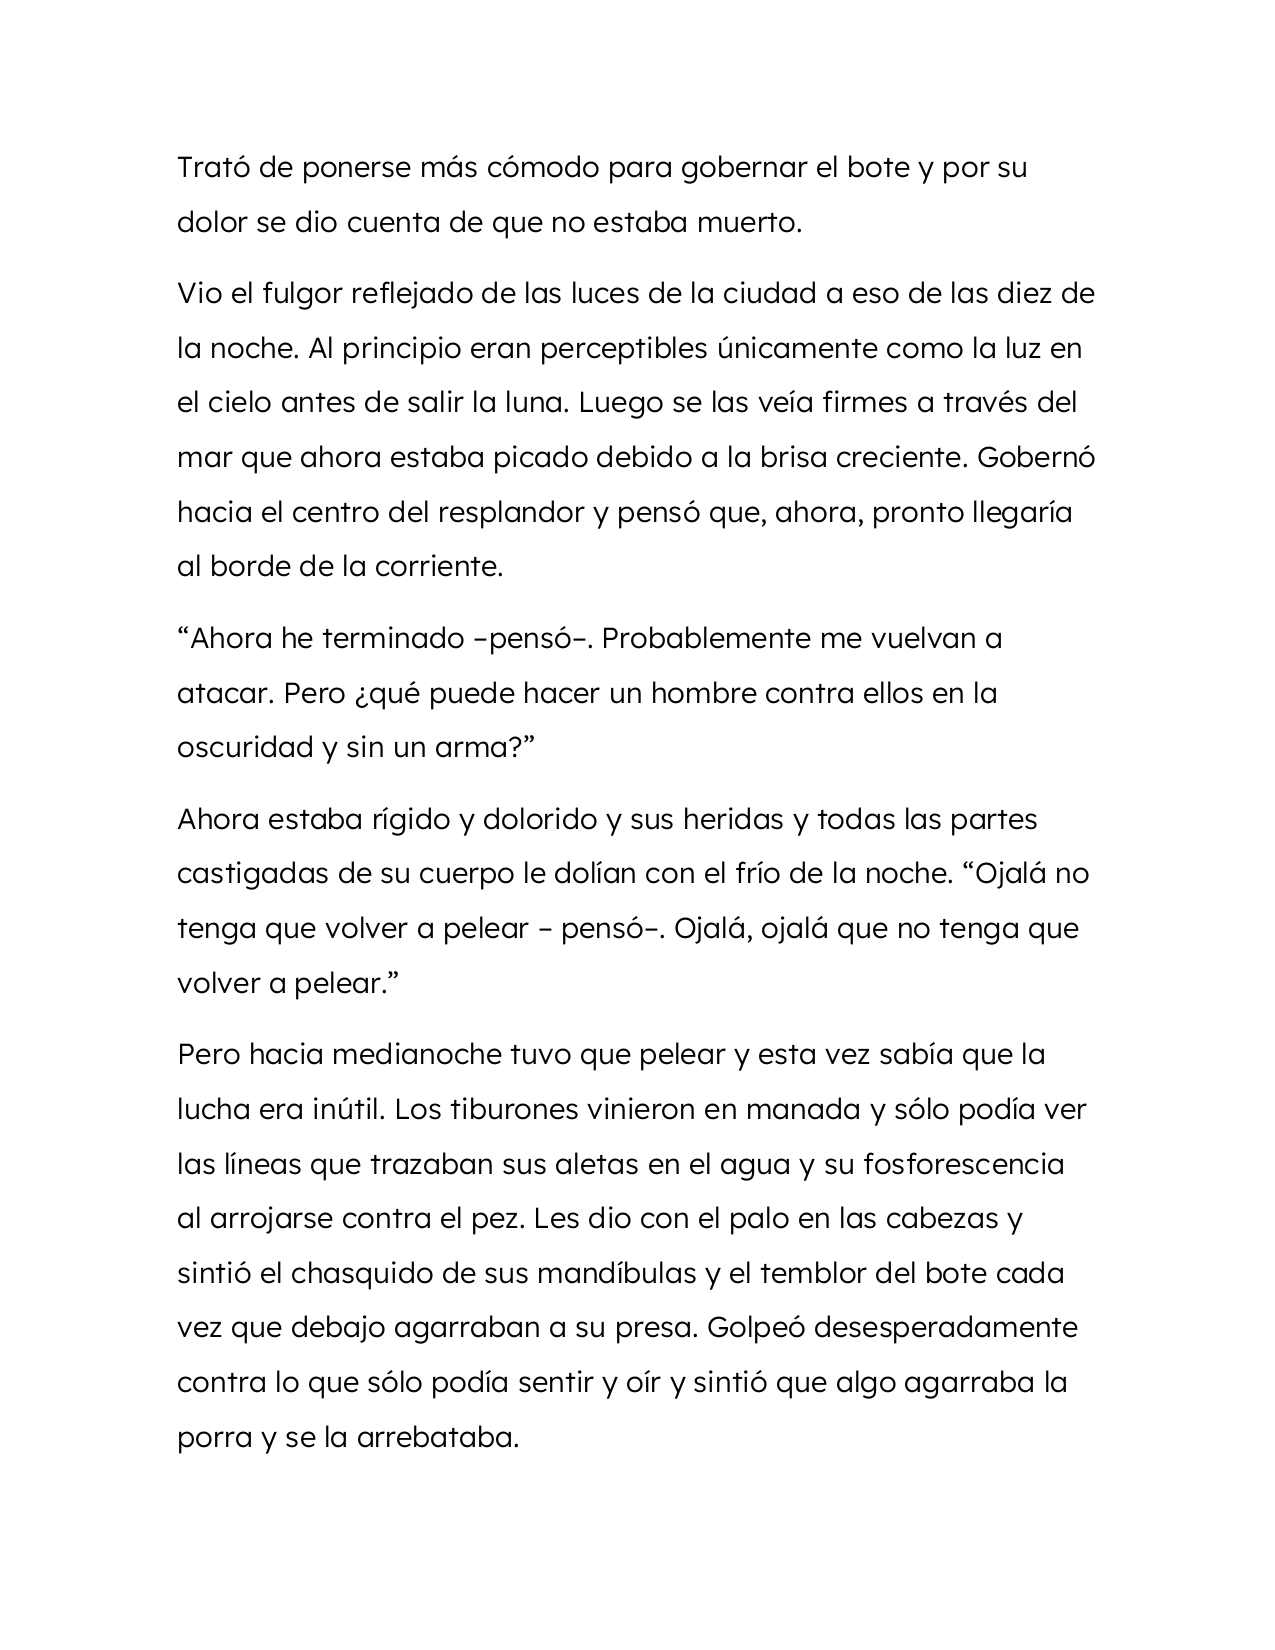 Trató de ponerse más cómodo para gobernar el bote y por su
dolor se dio cuenta de que no estaba muerto.
Vio el fulgor reflejado de las luces de la ciudad a eso de las diez de
la noche. Al principio eran perceptibles únicamente como la luz en
el cielo antes de salir la luna. Luego se las veía firmes a través del
mar que ahora estaba picado debido a la brisa creciente. Gobernó
hacia el centro del resplandor y pensó que, ahora, pronto llegaría
al borde de la corriente.
“Ahora he terminado –pensó–. Probablemente me vuelvan a
atacar. Pero ¿qué puede hacer un hombre contra ellos en la
oscuridad y sin un arma?”
Ahora estaba rígido y dolorido y sus heridas y todas las partes
castigadas de su cuerpo le dolían con el frío de la noche. “Ojalá no
tenga que volver a pelear – pensó–. Ojalá, ojalá que no tenga que
volver a pelear.”
Pero hacia medianoche tuvo que pelear y esta vez sabía que la
lucha era inútil. Los tiburones vinieron en manada y sólo podía ver
las líneas que trazaban sus aletas en el agua y su fosforescencia
al arrojarse contra el pez. Les dio con el palo en las cabezas y
sintió el chasquido de sus mandíbulas y el temblor del bote cada
vez que debajo agarraban a su presa. Golpeó desesperadamente
contra lo que sólo podía sentir y oír y sintió que algo agarraba la
porra y se la arrebataba.